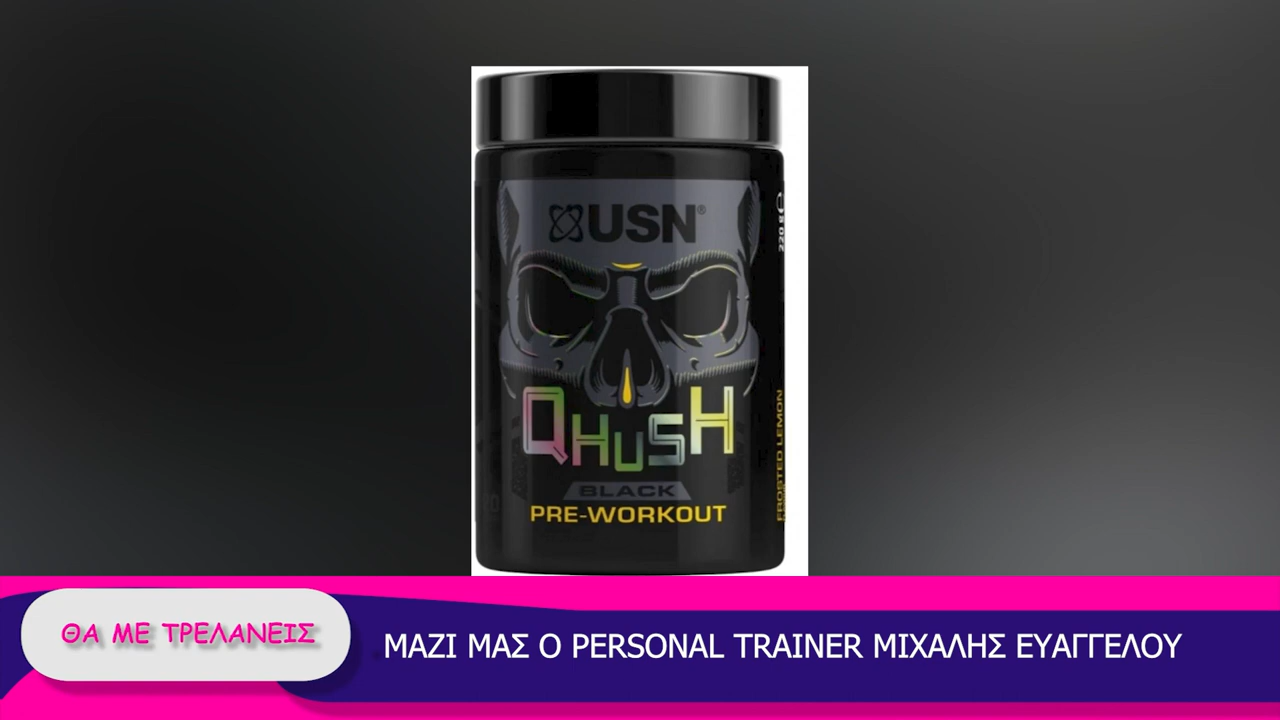 USN®
QHUSH
BLACK
PRE-WORKOUT
220 g
FROSTED LEMON
ΘΑ ΜΕ ΤΡΕΛΑΝΕΙΣ
ΜΑΖΙ ΜΑΣ Ο PERSONAL TRAINER ΜΙΧΑΛΗΣ ΕΥΑΓΓΕΛΟΥ